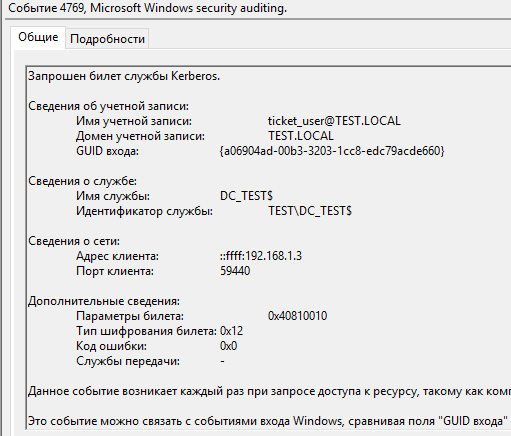 Событие 4769, Microsoft Windows security auditing.
Общие Подробности
Запрошен билет службы Kerberos.
Сведения об учетной записи:
Имя учетной записи: ticket_user@TEST.LOCAL
Домен учетной записи: TEST.LOCAL
GUID входа: {a06904ad-00b3-3203-1cc8-edc79acde660}
Сведения о службе:
Имя службы: DC_TEST$
Идентификатор службы: TEST\DC_TEST$
Сведения о сети:
Адрес клиента: ::ffff:192.168.1.3
Порт клиента: 59440
Дополнительные сведения:
Параметры билета: 0x40810010
Тип шифрования билета: 0x12
Код ошибки: 0x0
Службы передачи: -
Данное событие возникает каждый раз при запросе доступа к ресурсу, такому как
Это событие можно связать с событиями входа Windows, сравнивая поля "GUID входа"